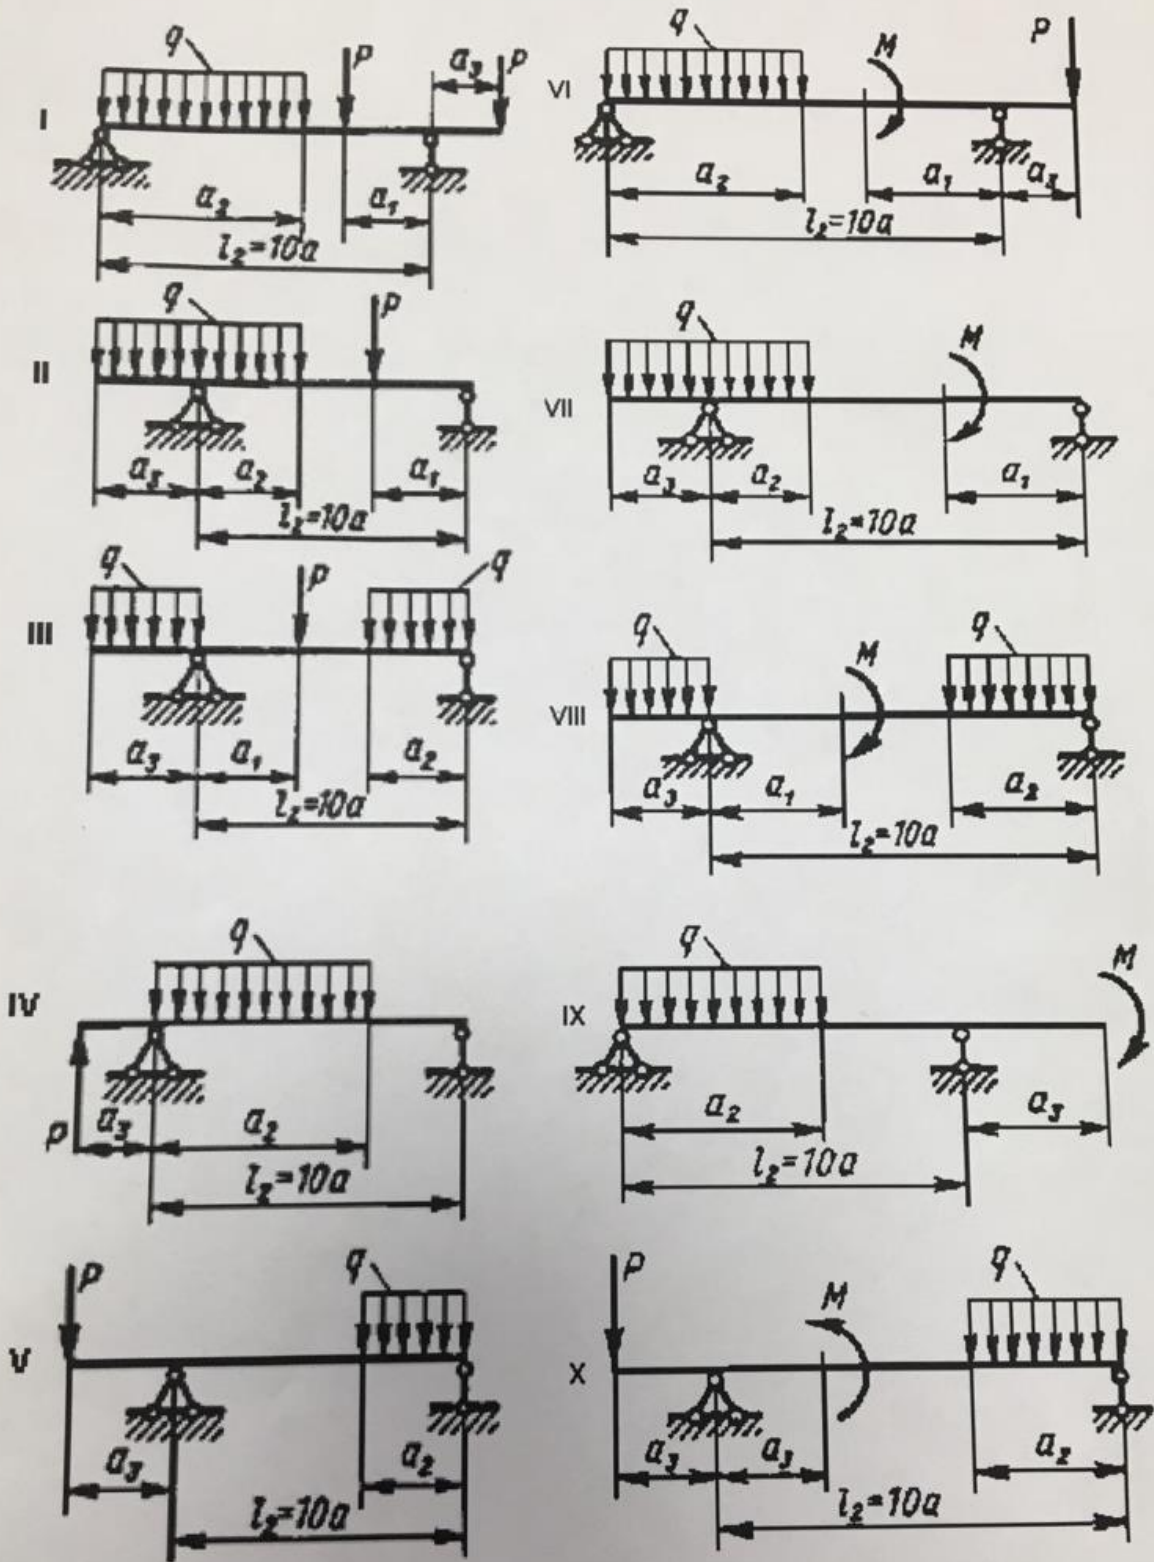 I
q
P
a₃
P
a₂
a₁
l₂=10a
II
q
P
a₃
a₂
a₁
l₂=10a
III
q
P
q
a₃
a₁
a₂
l₂=10a
IV
q
P
a₃
a₂
l₂=10a
V
P
q
a₃
a₂
l₂=10a
VI
q
M
P
a₂
a₁
a₃
l₂=10a
VII
q
M
a₃
a₂
a₁
l₂=10a
VIII
q
M
q
a₃
a₁
a₂
l₂=10a
IX
q
M
a₂
a₃
l₂=10a
X
P
M
q
a₃
a₃
a₂
l₂=10a